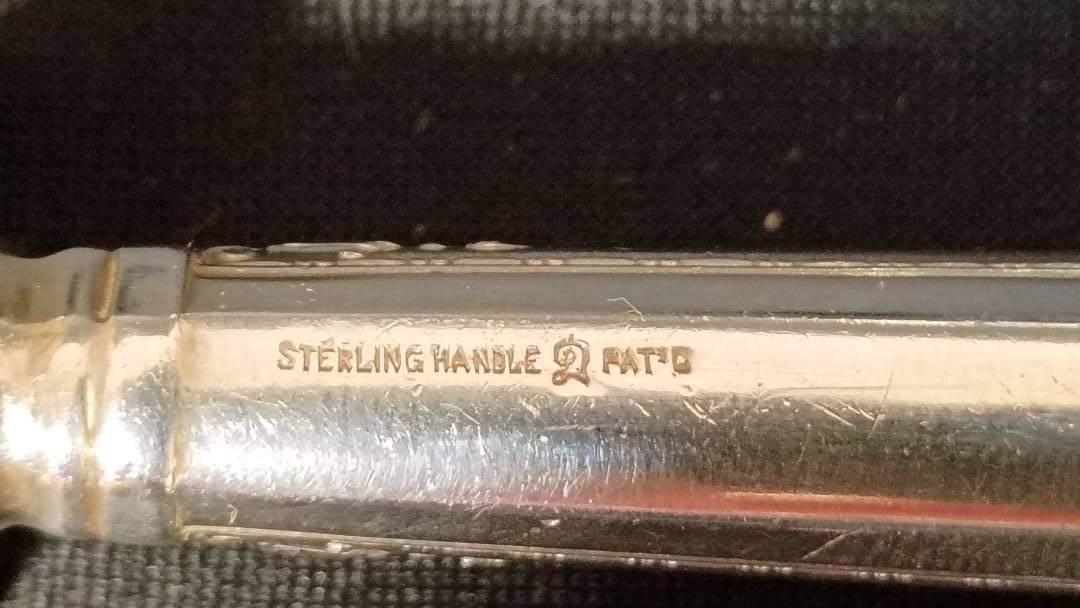 STERLING HANDLE D PAT'D